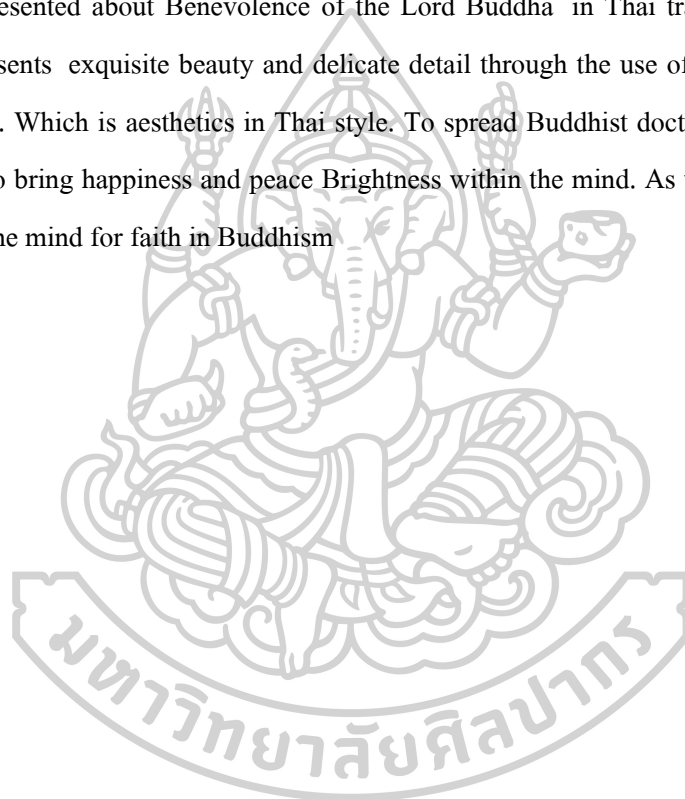 esented about Benevolence of the Lord Buddha in Thai tra
sents exquisite beauty and delicate detail through the use of
. Which is aesthetics in Thai style. To spread Buddhist doct
o bring happiness and peace Brightness within the mind. As
ne mind for faith in Buddhism
มหาวิทยาลัยศิลปากร